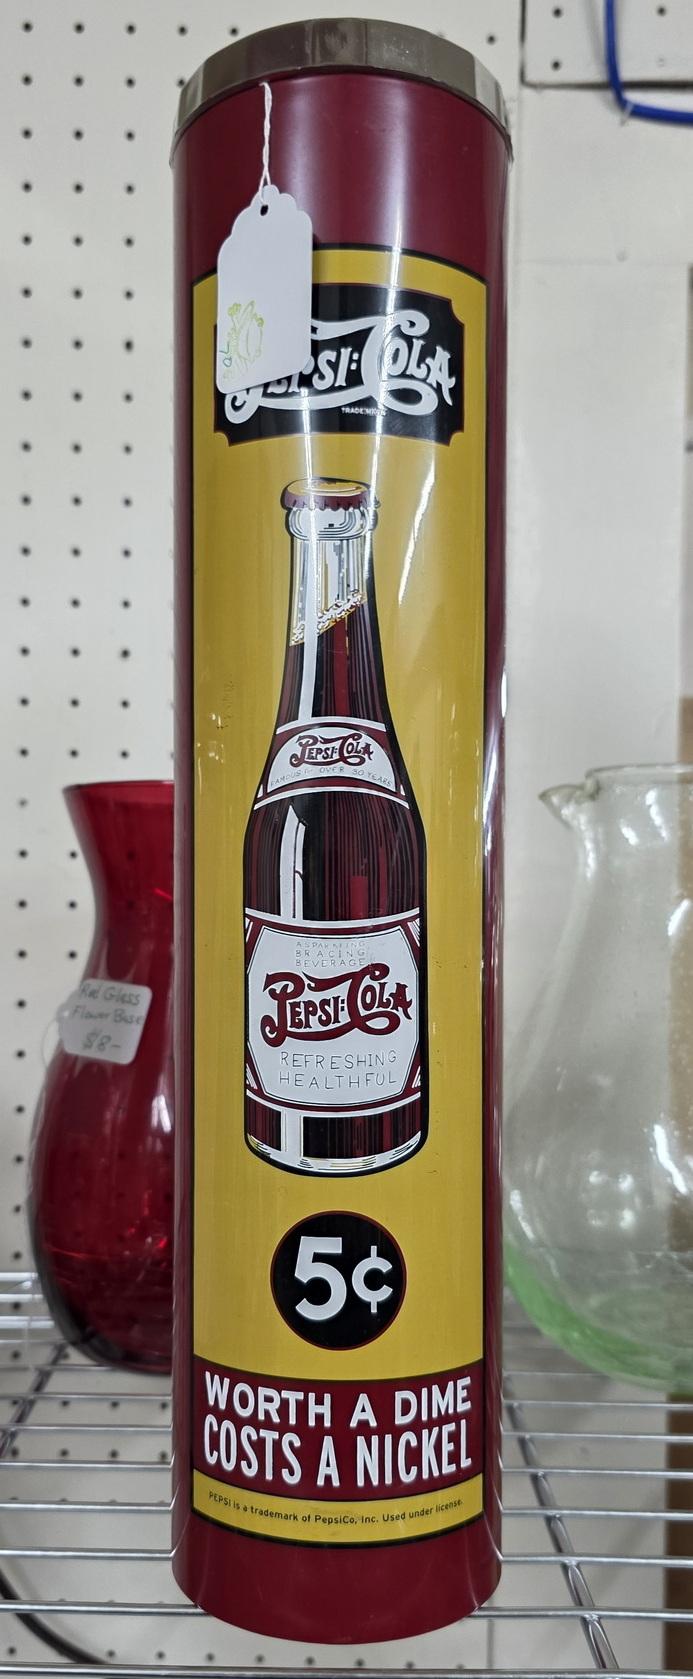 PEPSI:COLA
TRADE MARK
PEPSI:COLA
FAMOUS for OVER 30 YEARS
A SPARKLING
BRACING
BEVERAGE
PEPSI:COLA
REFRESHING
HEALTHFUL
Red Glass
Flower Base
$8-
5¢
WORTH A DIME
COSTS A NICKEL
PEPSI is a trademark of PepsiCo, Inc. Used under license.